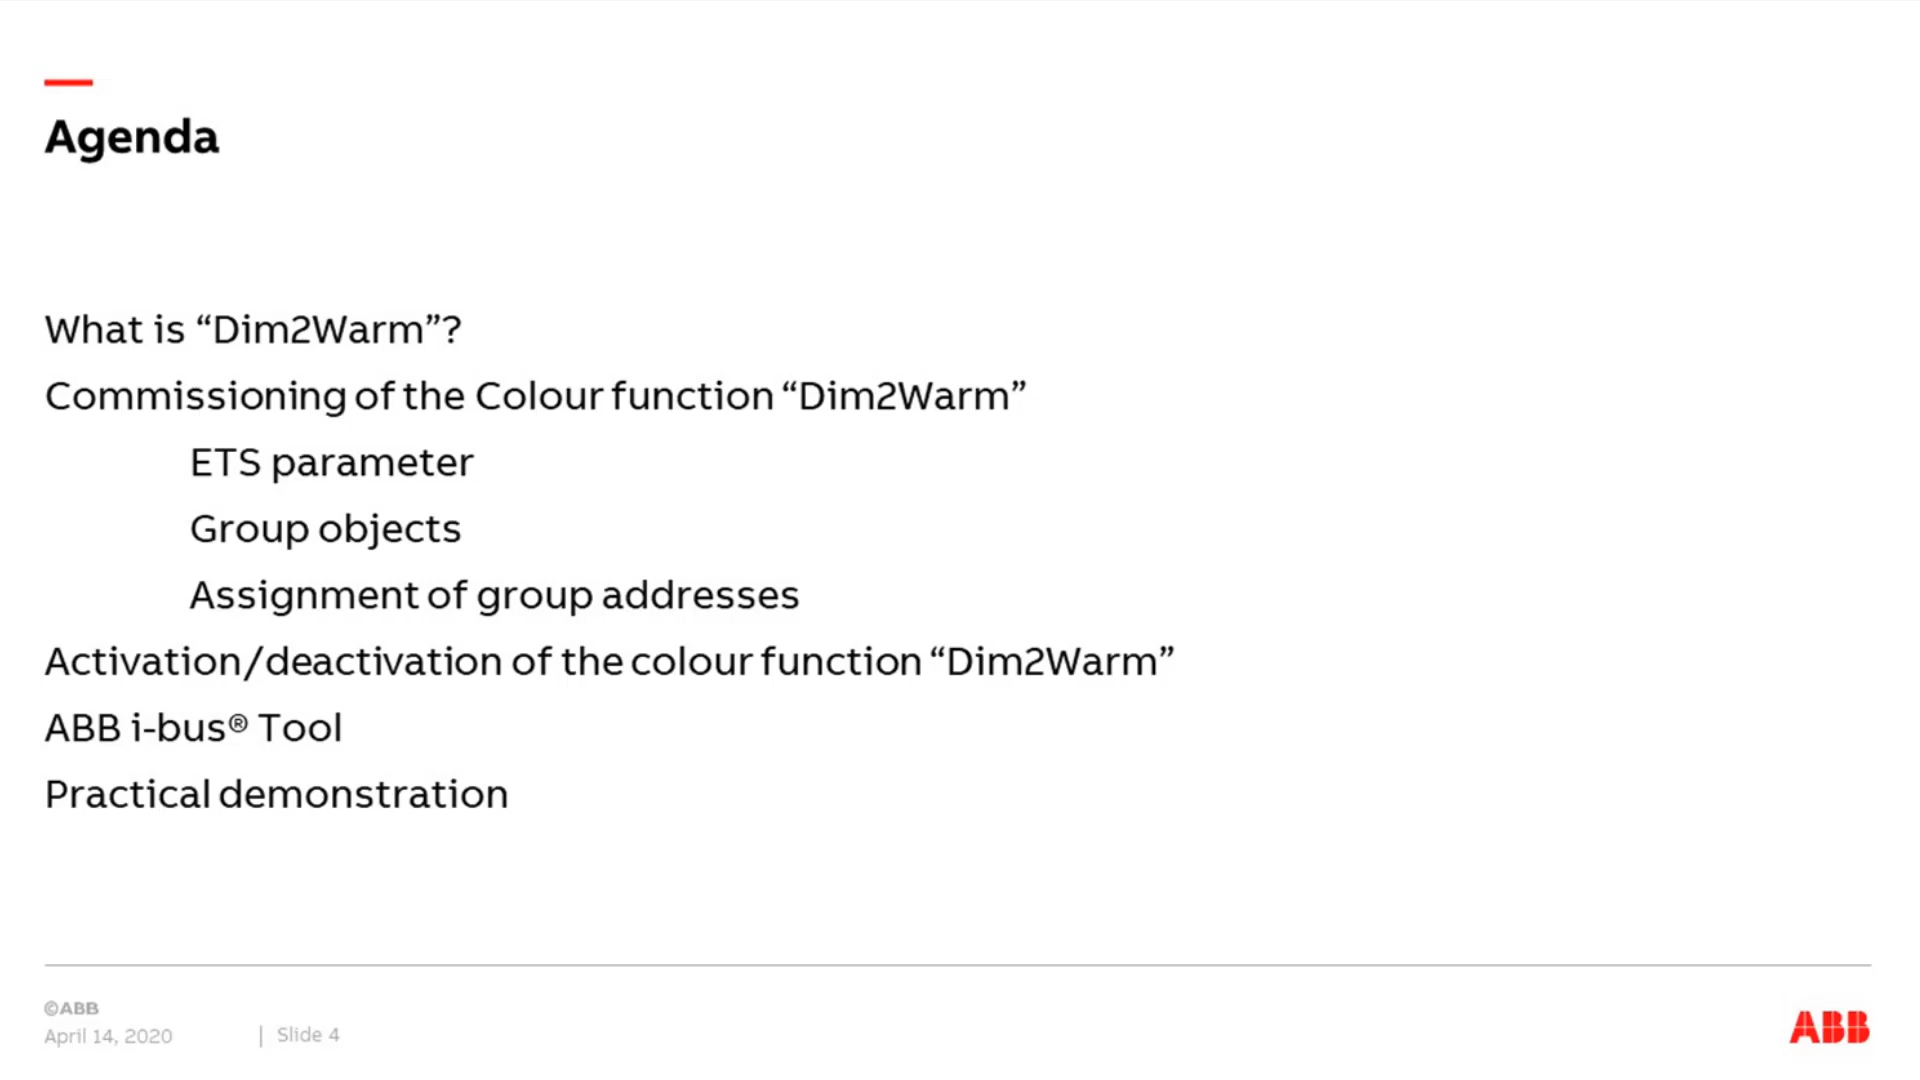 Agenda
What is “Dim2Warm”?
Commissioning of the Colour function “Dim2Warm”
ETS parameter
Group objects
Assignment of group addresses
Activation/deactivation of the colour function “Dim2Warm”
ABB i-bus® Tool
Practical demonstration
©ABB
April 14, 2020 | Slide 4
ABB